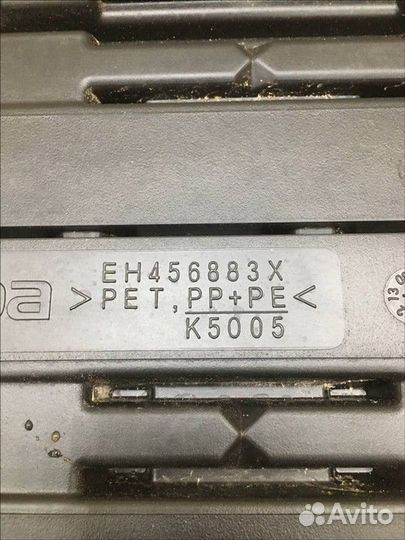 EH456883X
>PET, PP+PE<
K5005
Avito